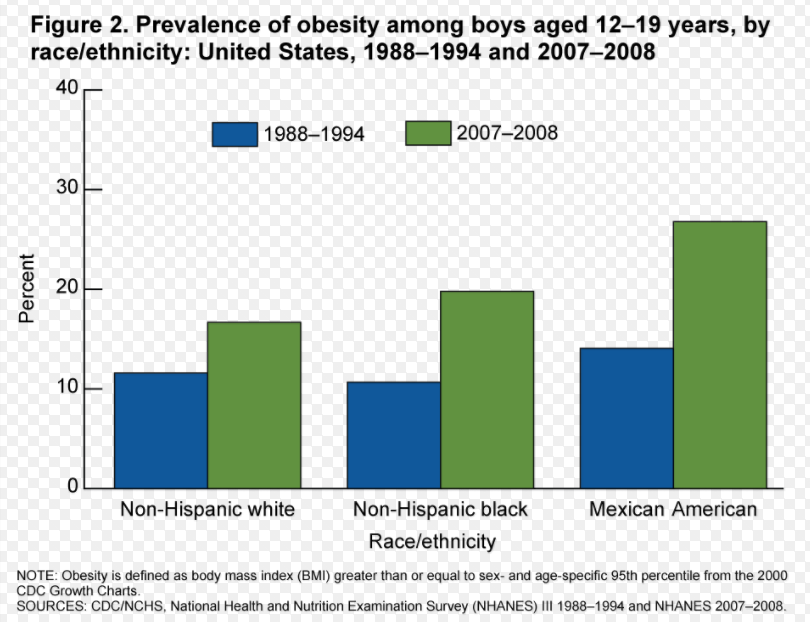 Figure 2. Prevalence of obesity among boys aged 12–19 years, by
race/ethnicity: United States, 1988–1994 and 2007–2008
40
1988–1994
2007–2008
30
Percent
20
10
0
Non-Hispanic white
Non-Hispanic black
Mexican American
Race/ethnicity
NOTE: Obesity is defined as body mass index (BMI) greater than or equal to sex- and age-specific 95th percentile from the 2000
CDC Growth Charts.
SOURCES: CDC/NCHS, National Health and Nutrition Examination Survey (NHANES) III 1988–1994 and NHANES 2007–2008.